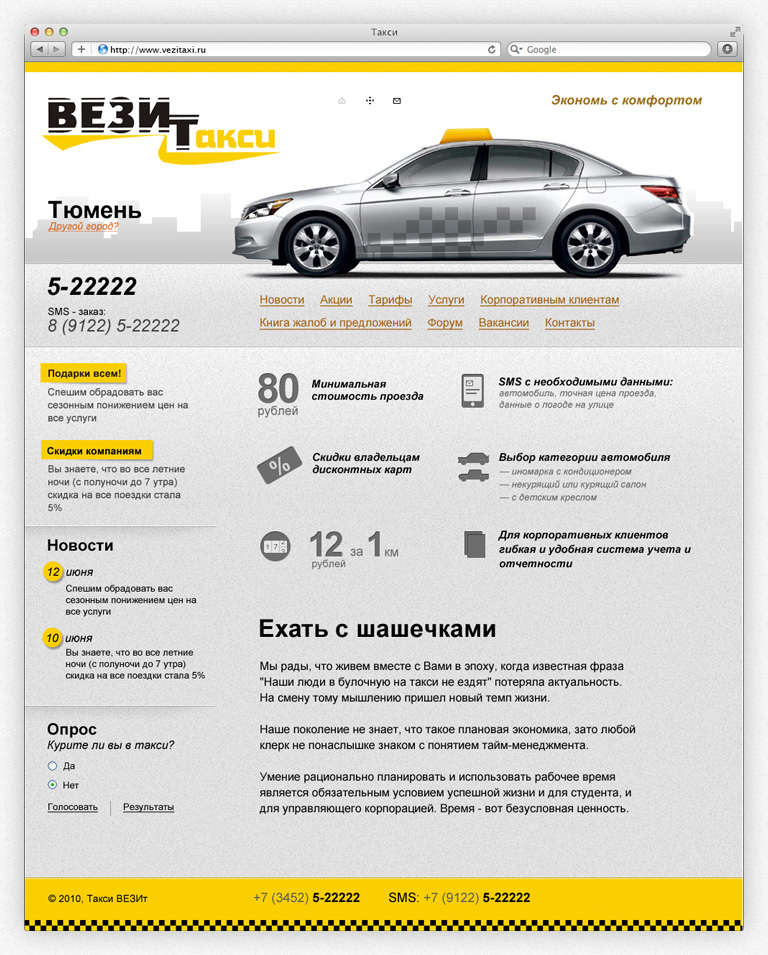 Такси
http://www.vezitaxi.ru
Google
ВЕЗИТакси
Экономь с комфортом
Тюмень
Другой город?
5-22222
SMS - заказ:
8 (9122) 5-22222
Новости Акции Тарифы Услуги Корпоративным клиентам
Книга жалоб и предложений Форум Вакансии Контакты
Подарки всем!
Спешим обрадовать вас
сезонным понижением цен на
все услуги
Скидки компаниям
Вы знаете, что во все летние
ночи (с полуночи до 7 утра)
скидка на все поездки стала
5%
Новости
12 июня
Спешим обрадовать вас
сезонным понижением цен на
все услуги
10 июня
Вы знаете, что во все летние
ночи (с полуночи до 7 утра)
скидка на все поездки стала 5%
Опрос
Курите ли вы в такси?
Да
Нет
Голосовать Результаты
80
рублей
Минимальная
стоимость проезда
SMS с необходимыми данными:
автомобиль, точная цена проезда,
данные о погоде на улице
%
Скидки владельцам
дисконтных карт
Выбор категории автомобиля
— иномарка с кондиционером
— некурящий или курящий салон
— с детским креслом
12 за 1 км
рублей
Для корпоративных клиентов
гибкая и удобная система учета и
отчетности
Ехать с шашечками
Мы рады, что живем вместе с Вами в эпоху, когда известная фраза
"Наши люди в булочную на такси не ездят" потеряла актуальность.
На смену тому мышлению пришел новый темп жизни.
Наше поколение не знает, что такое плановая экономика, зато любой
клерк не понаслышке знаком с понятием тайм-менеджмента.
Умение рационально планировать и использовать рабочее время
является обязательным условием успешной жизни и для студента, и
для управляющего корпорацией. Время - вот безусловная ценность.
© 2010, Такси ВЕЗИт
+7 (3452) 5-22222 SMS: +7 (9122) 5-22222